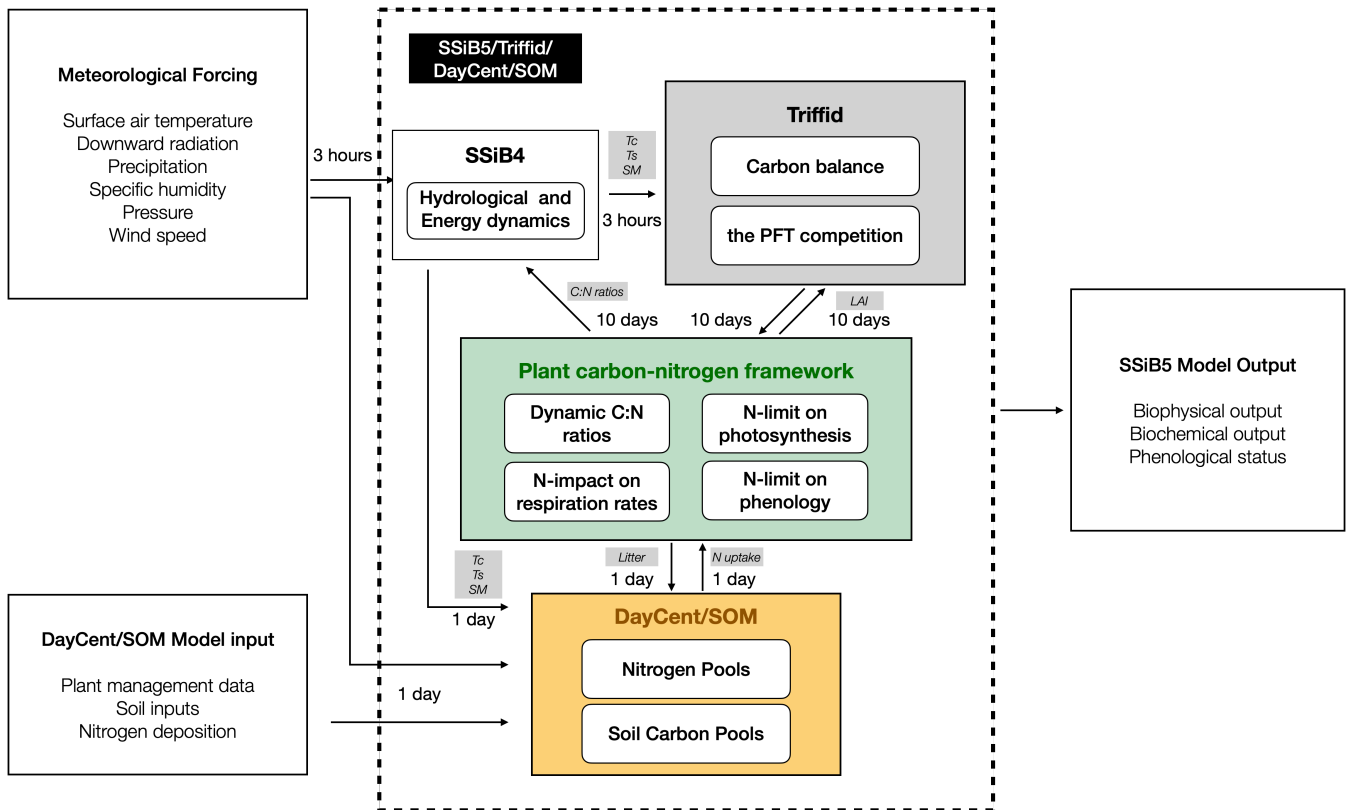 Meteorological Forcing
Surface air temperature
Downward radiation
Precipitation
Specific humidity
Pressure
Wind speed
3 hours
SSiB5/Triffid/
DayCent/SOM
SSiB4
Hydrological and
Energy dynamics
Tc
Ts
SM
3 hours
Triffid
Carbon balance
the PFT competition
C:N ratios
10 days
10 days
LAI
10 days
Plant carbon-nitrogen framework
Dynamic C:N
ratios
N-limit on
photosynthesis
N-impact on
respiration rates
N-limit on
phenology
SSiB5 Model Output
Biophysical output
Biochemical output
Phenological status
Tc
Ts
SM
1 day
Litter
1 day
N uptake
1 day
DayCent/SOM
Nitrogen Pools
Soil Carbon Pools
DayCent/SOM Model input
Plant management data
Soil inputs
Nitrogen deposition
1 day